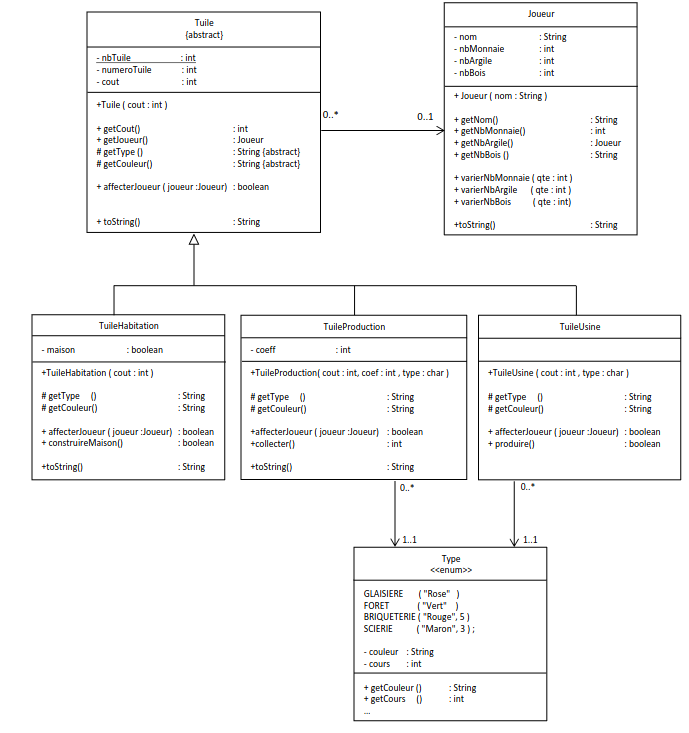 Tuile
{abstract}
- nbTuile : int
- numeroTuile : int
- cout : int
+Tuile ( cout : int )
+ getCout() : int
+ getJoueur() : Joueur
# getType () : String {abstract}
# getCouleur() : String {abstract}
+ affecterJoueur ( joueur :Joueur) : boolean
+ toString() : String
0..*
0..1
Joueur
- nom : String
- nbMonnaie : int
- nbArgile : int
- nbBois : int
+ Joueur ( nom : String )
+ getNom() : String
+ getNbMonnaie() : int
+ getNbArgile() : Joueur
+ getNbBois () : String
+ varierNbMonnaie ( qte : int )
+ varierNbArgile ( qte : int )
+ varierNbBois ( qte : int)
+toString() : String
TuileHabitation
- maison : boolean
+TuileHabitation ( cout : int )
# getType () : String
# getCouleur() : String
+ affecterJoueur ( joueur :Joueur) : boolean
+ construireMaison() : boolean
+toString() : String
TuileProduction
- coeff : int
+TuileProduction( cout : int, coef : int , type : char )
# getType () : String
# getCouleur() : String
+affecterJoueur ( joueur :Joueur) : boolean
+collecter() : int
+toString() : String
TuileUsine
+TuileUsine ( cout : int , type : char )
# getType () : String
# getCouleur() : String
+ affecterJoueur ( joueur :Joueur) : boolean
+ produire() : boolean
0..*
0..*
1..1
1..1
Type
<<enum>>
GLAISIERE ( "Rose" )
FORET ( "Vert" )
BRIQUETERIE ( "Rouge", 5 )
SCIERIE ( "Maron", 3 ) ;
- couleur : String
- cours : int
+ getCouleur () : String
+ getCours () : int
...